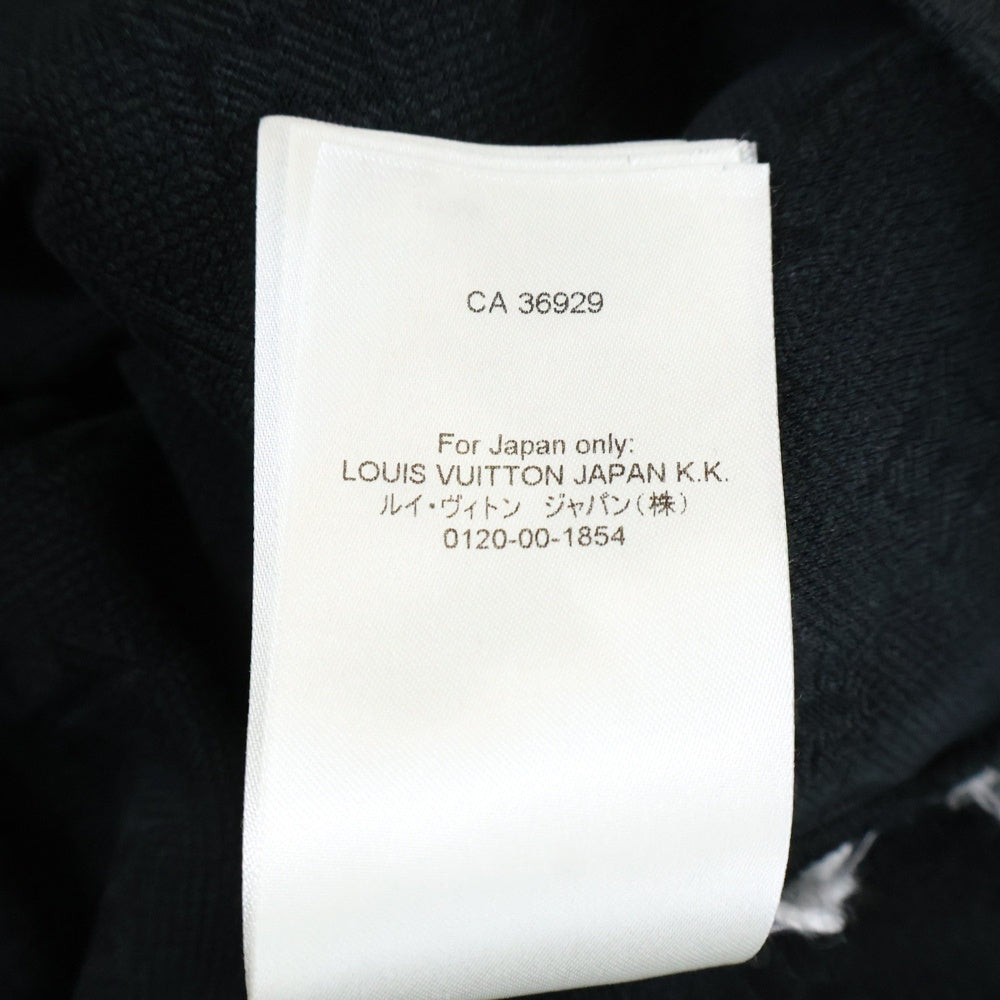 CA 36929
For Japan only:
LOUIS VUITTON JAPAN K.K.
ルイ・ヴィトン ジャパン(株)
0120-00-1854